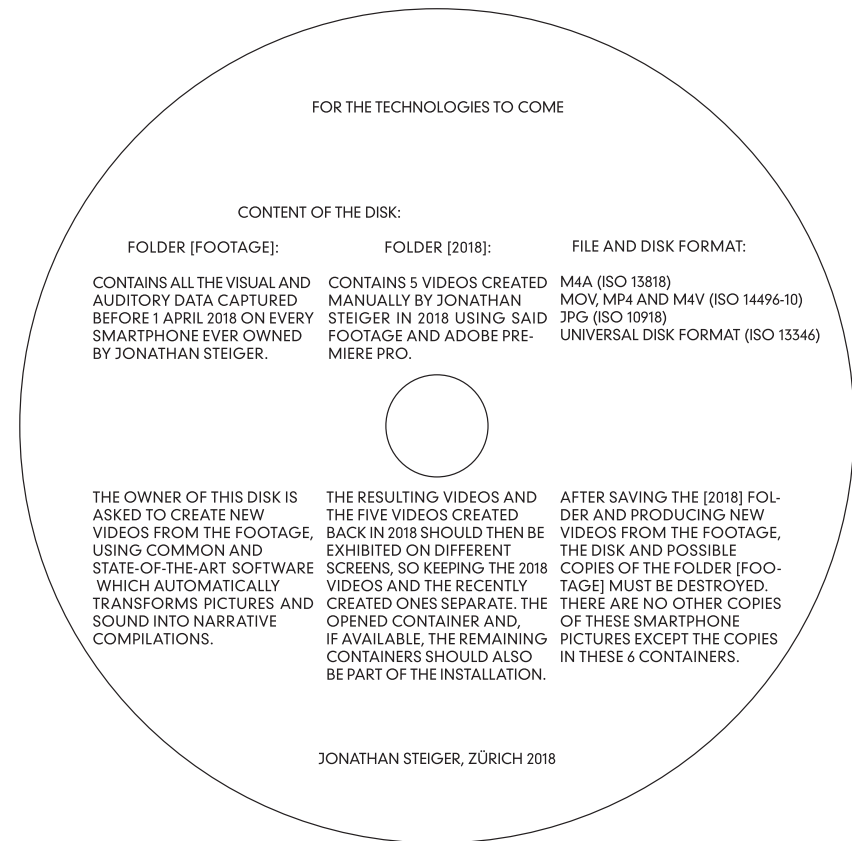 FOR THE TECHNOLOGIES TO COME
CONTENT OF THE DISK:
FOLDER [FOOTAGE]:
CONTAINS ALL THE VISUAL AND
AUDITORY DATA CAPTURED
BEFORE 1 APRIL 2018 ON EVERY
SMARTPHONE EVER OWNED
BY JONATHAN STEIGER.
FOLDER [2018]:
CONTAINS 5 VIDEOS CREATED
MANUALLY BY JONATHAN
STEIGER IN 2018 USING SAID
FOOTAGE AND ADOBE PRE-
MIERE PRO.
FILE AND DISK FORMAT:
M4A (ISO 13818)
MOV, MP4 AND M4V (ISO 14496-10)
JPG (ISO 10918)
UNIVERSAL DISK FORMAT (ISO 13346)
THE OWNER OF THIS DISK IS
ASKED TO CREATE NEW
VIDEOS FROM THE FOOTAGE,
USING COMMON AND
STATE-OF-THE-ART SOFTWARE
WHICH AUTOMATICALLY
TRANSFORMS PICTURES AND
SOUND INTO NARRATIVE
COMPILATIONS.
THE RESULTING VIDEOS AND
THE FIVE VIDEOS CREATED
BACK IN 2018 SHOULD THEN BE
EXHIBITED ON DIFFERENT
SCREENS, SO KEEPING THE 2018
VIDEOS AND THE RECENTLY
CREATED ONES SEPARATE. THE
OPENED CONTAINER AND,
IF AVAILABLE, THE REMAINING
CONTAINERS SHOULD ALSO
BE PART OF THE INSTALLATION.
AFTER SAVING THE [2018] FOL-
DER AND PRODUCING NEW
VIDEOS FROM THE FOOTAGE,
THE DISK AND POSSIBLE
COPIES OF THE FOLDER [FOO-
TAGE] MUST BE DESTROYED.
THERE ARE NO OTHER COPIES
OF THESE SMARTPHONE
PICTURES EXCEPT THE COPIES
IN THESE 6 CONTAINERS.
JONATHAN STEIGER, ZÜRICH 2018